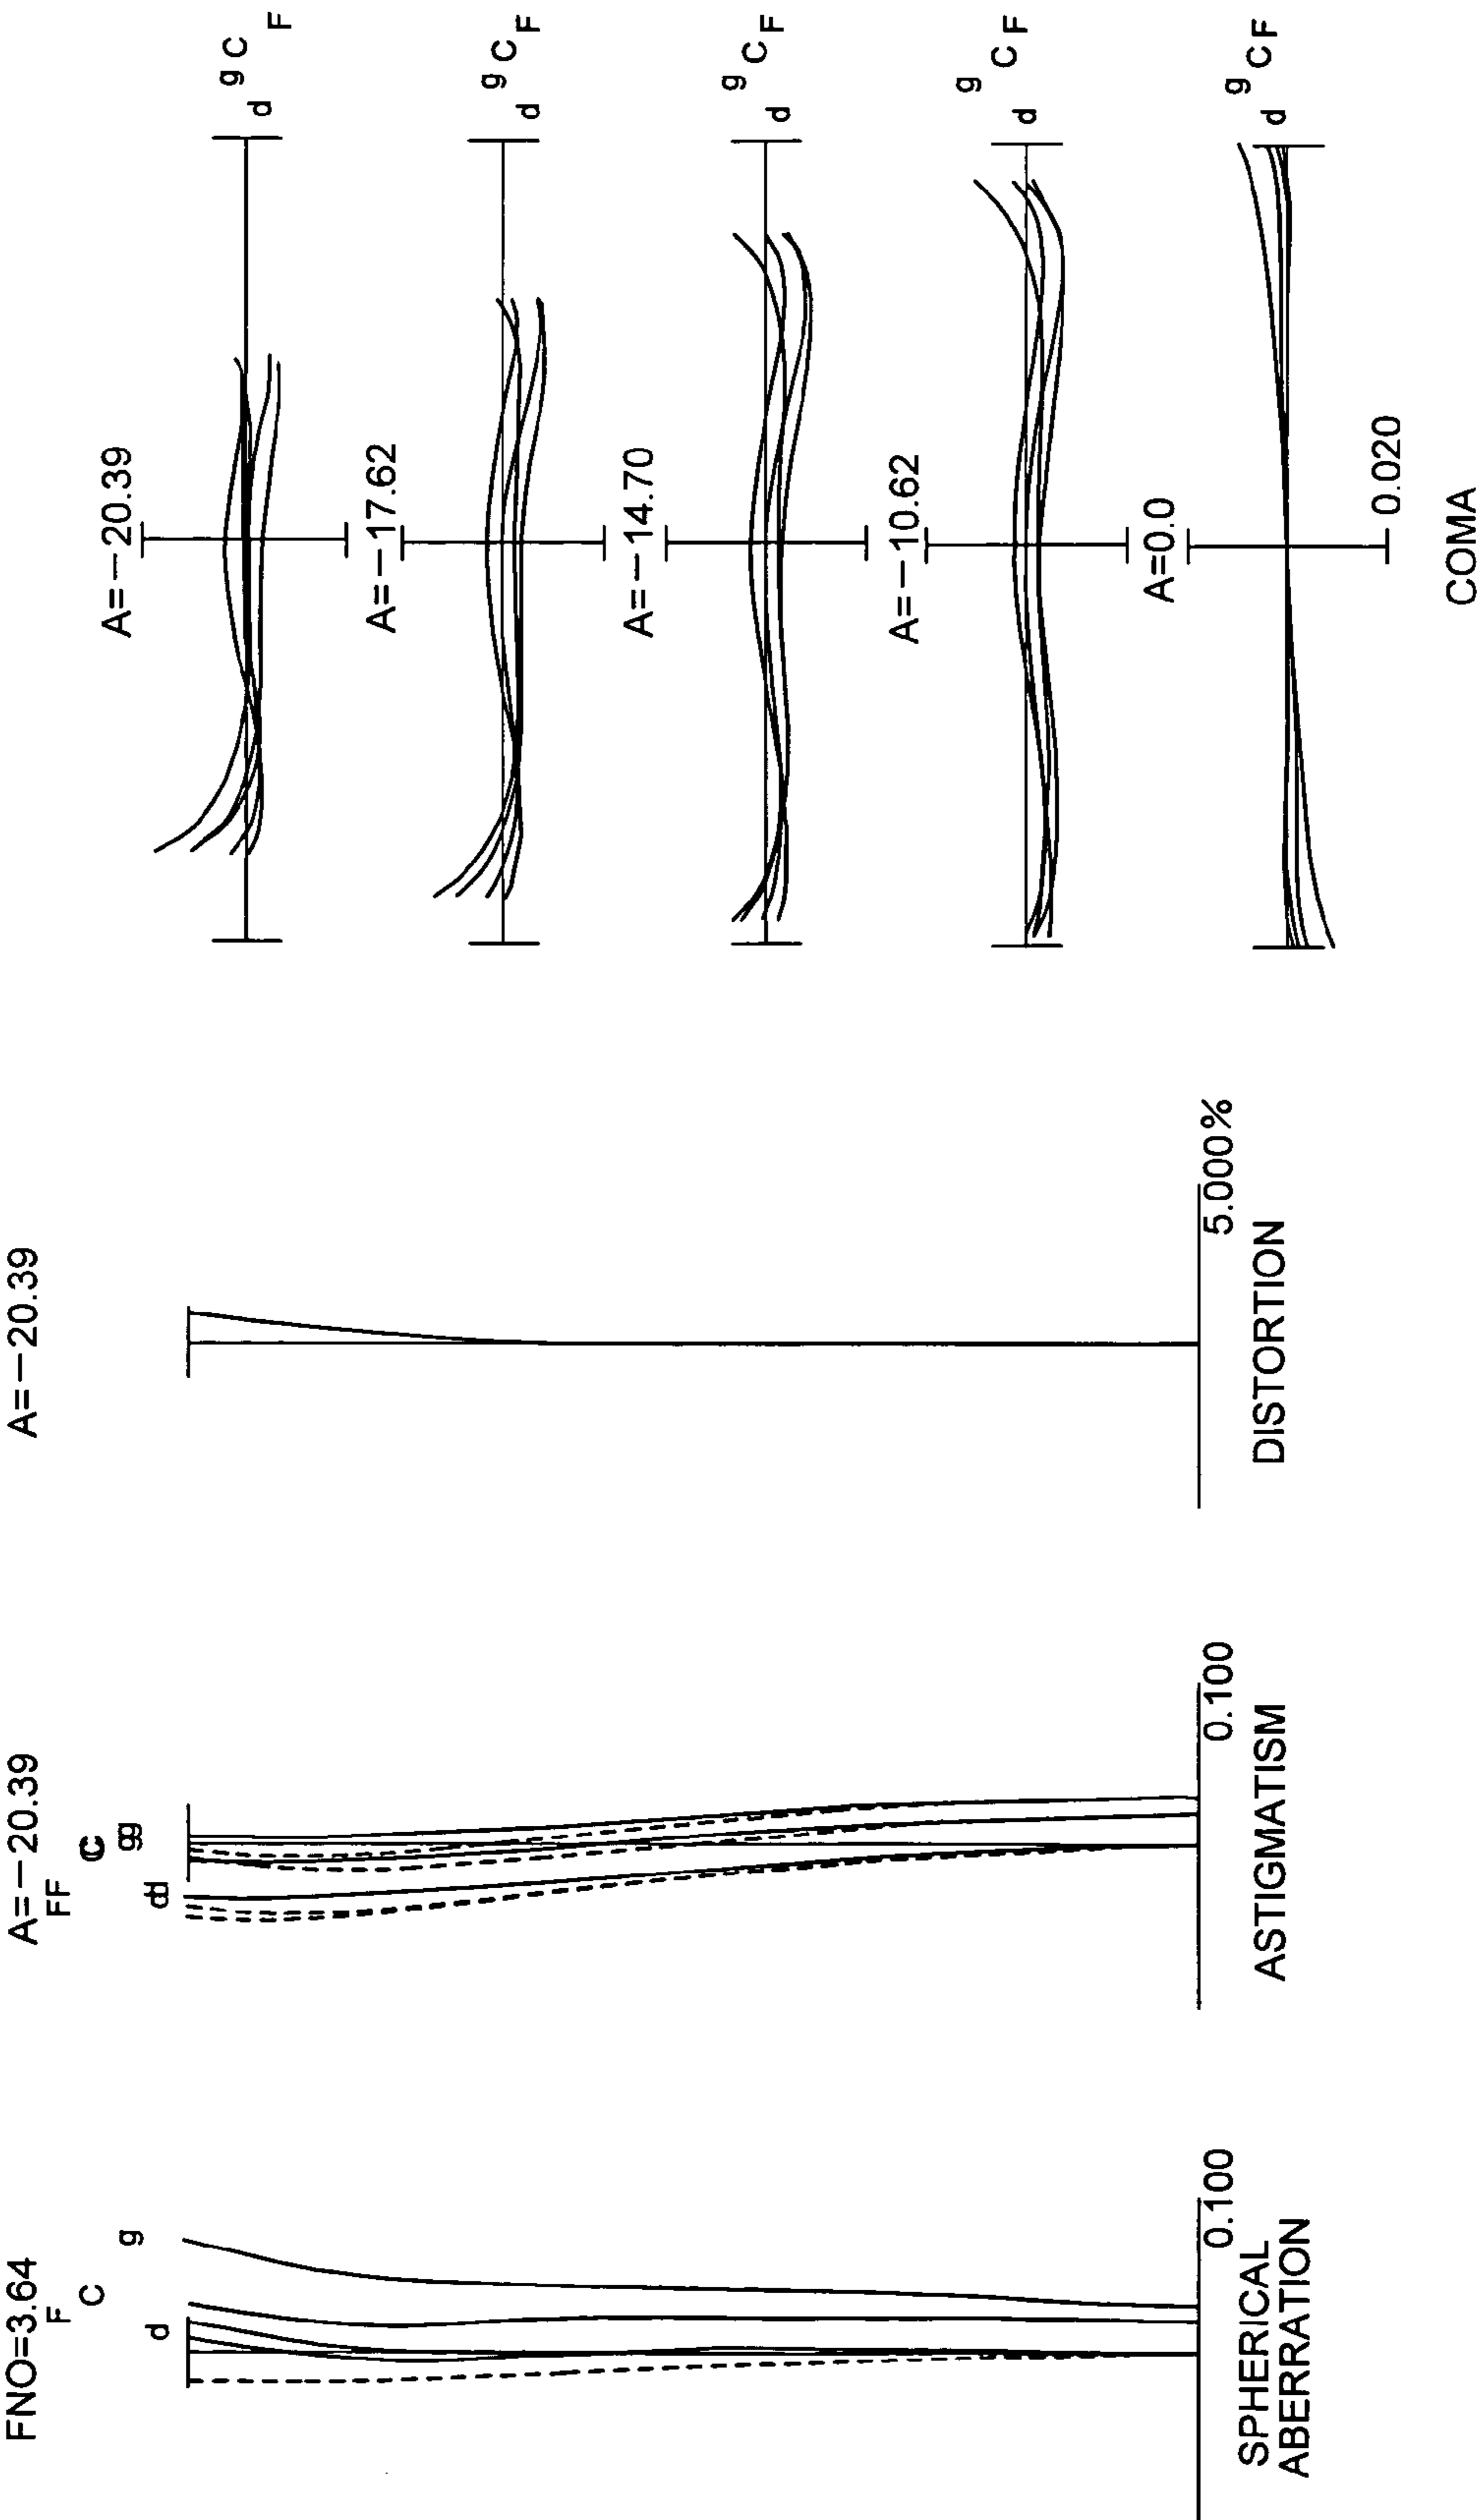 FNO=3.64
F
C
g
d
0.100
SPHERICAL
ABERRATION
A=−20.39
FF
C
gg
dd
0.100
ASTIGMATISM
A=−20.39
5.000%
DISTORTION
A=−20.39
F
C
g
d
A=−17.62
F
C
g
d
A=−14.70
F
C
g
d
A=−10.62
F
C
g
d
A=0.0
F
C
g
d
0.020
COMA